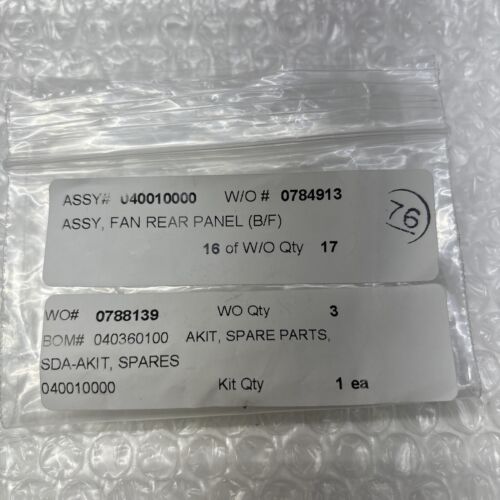 ASSY# 040010000 W/O # 0784913
ASSY, FAN REAR PANEL (B/F)
16 of W/O Qty 17
76
WO# 0788139 WO Qty 3
BOM# 040360100 AKIT, SPARE PARTS,
SDA-AKIT, SPARES
040010000 Kit Qty 1 ea